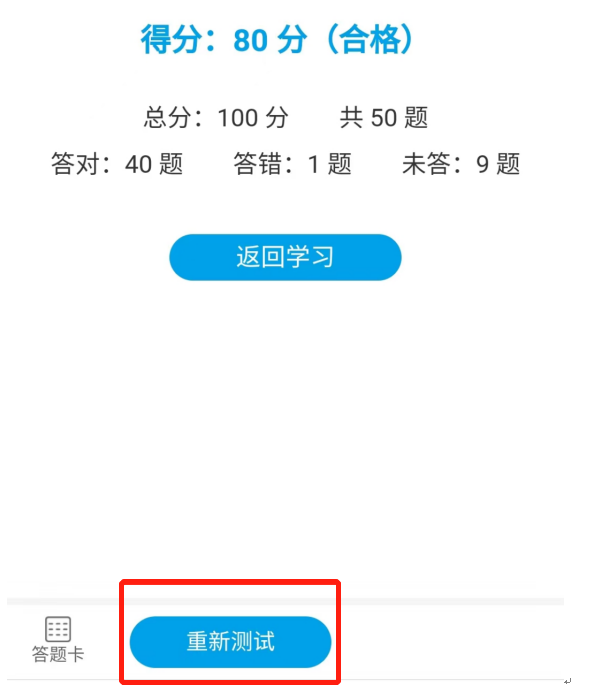 得分：80 分（合格）
总分：100 分 共 50 题
答对：40 题 答错：1 题 未答：9 题
返回学习
重新测试
答题卡